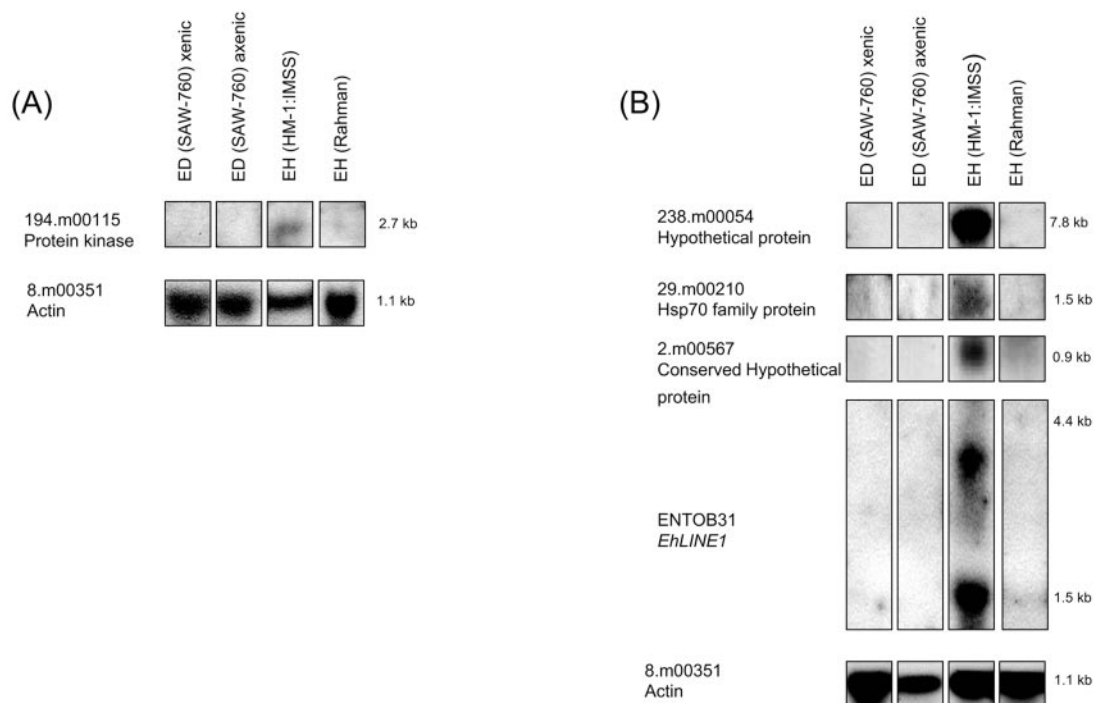 (A)
ED (SAW-760) xenic
ED (SAW-760) axenic
EH (HM-1:IMSS)
EH (Rahman)
194.m00115
Protein kinase
2.7 kb
8.m00351
Actin
1.1 kb
(B)
ED (SAW-760) xenic
ED (SAW-760) axenic
EH (HM-1:IMSS)
EH (Rahman)
238.m00054
Hypothetical protein
7.8 kb
29.m00210
Hsp70 family protein
1.5 kb
2.m00567
Conserved Hypothetical
protein
0.9 kb
4.4 kb
ENTOB31
EhLINE1
1.5 kb
8.m00351
Actin
1.1 kb